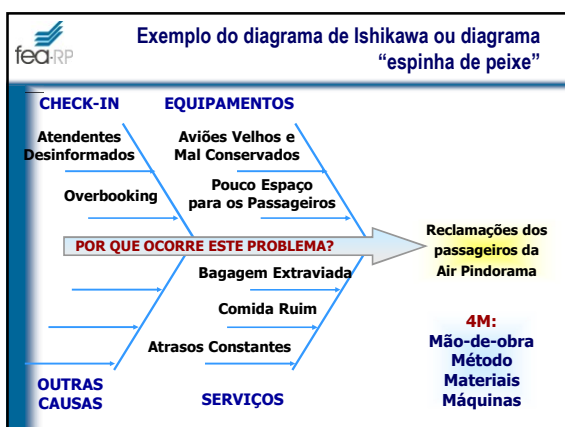 fea-RP
Exemplo do diagrama de Ishikawa ou diagrama
“espinha de peixe”
CHECK-IN
EQUIPAMENTOS
Atendentes
Desinformados
Aviões Velhos e
Mal Conservados
Overbooking
Pouco Espaço
para os Passageiros
POR QUE OCORRE ESTE PROBLEMA?
Reclamações dos
passageiros da
Air Pindorama
Bagagem Extraviada
Comida Ruim
Atrasos Constantes
OUTRAS
CAUSAS
SERVIÇOS
4M:
Mão-de-obra
Método
Materiais
Máquinas